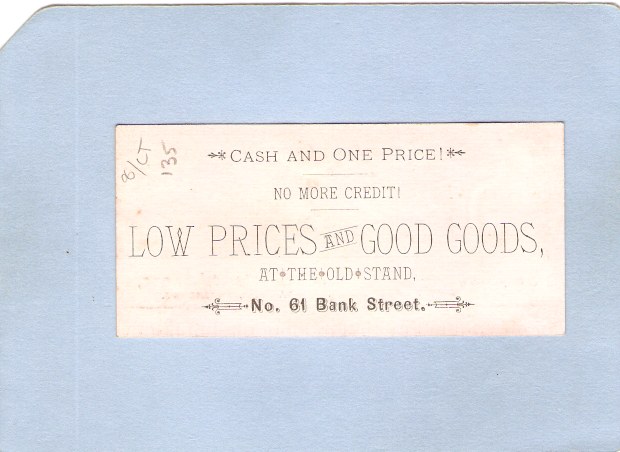 CASH AND ONE PRICE!
NO MORE CREDIT!
LOW PRICES AND GOOD GOODS,
AT THE OLD STAND,
No. 61 Bank Street.
/CT
135